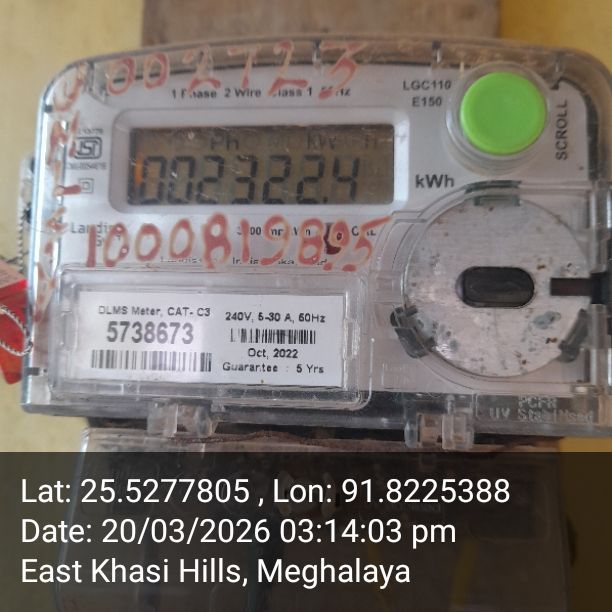 002723
LGC110
1 Phase 2 Wire Class 1
E150
SCROLL
002322.4
kWh
1000819895
DLMS Meter, CAT- C3
240V, 5-30 A, 50Hz
5738673
Oct, 2022
Guarantee : 5 Yrs
Lat: 25.5277805 , Lon: 91.8225388
Date: 20/03/2026 03:14:03 pm
East Khasi Hills, Meghalaya